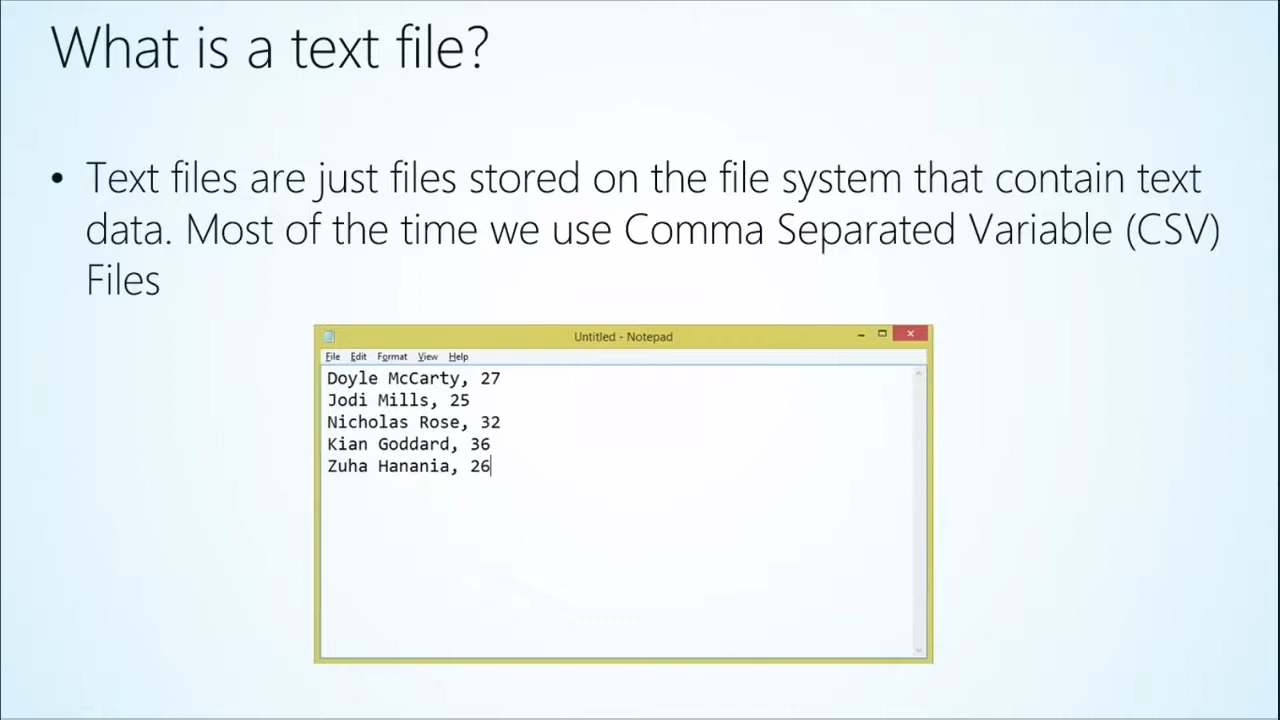 What is a text file?
• Text files are just files stored on the file system that contain text
data. Most of the time we use Comma Separated Variable (CSV)
Files
Untitled - Notepad
File Edit Format View Help
Doyle McCarty, 27
Jodi Mills, 25
Nicholas Rose, 32
Kian Goddard, 36
Zuha Hanania, 26